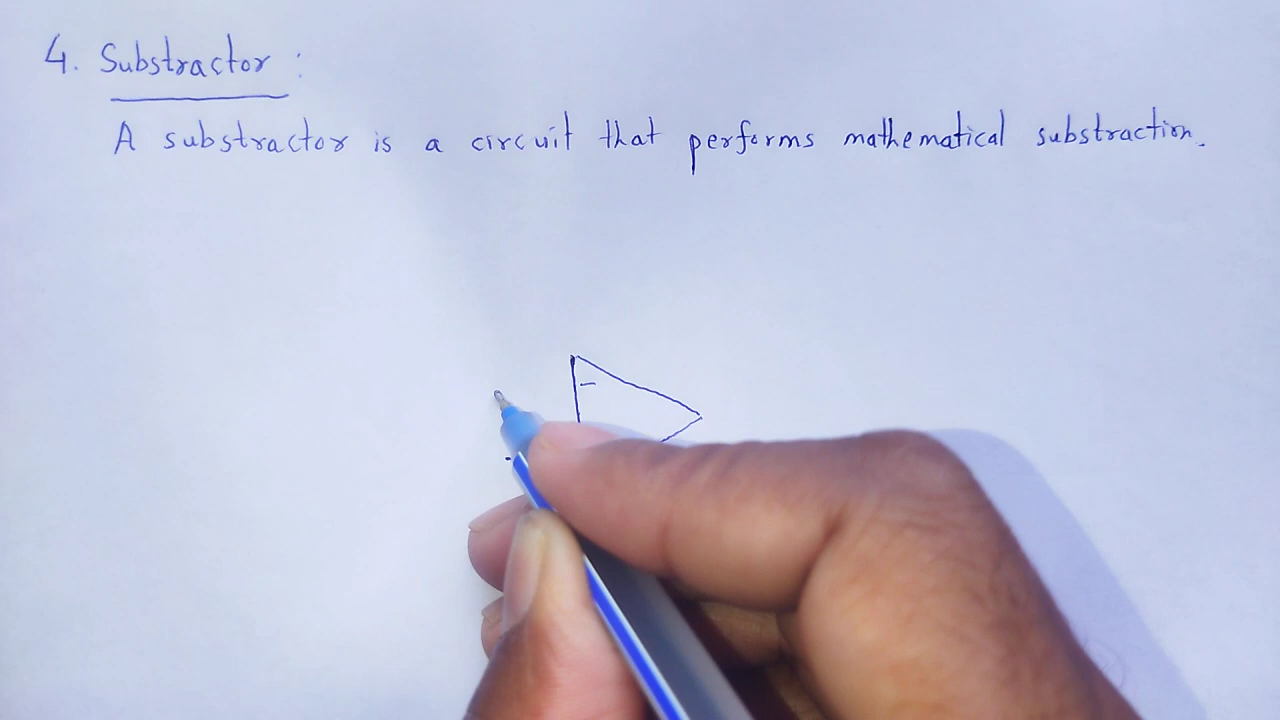 4. Substractor :
A substractor is a circuit that performs mathematical substraction.